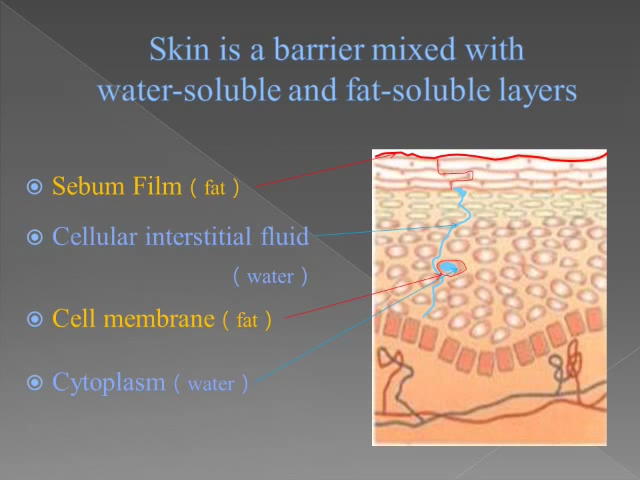 Skin is a barrier mixed with
water-soluble and fat-soluble layers
Sebum Film ( fat )
Cellular interstitial fluid
( water )
Cell membrane ( fat )
Cytoplasm ( water )